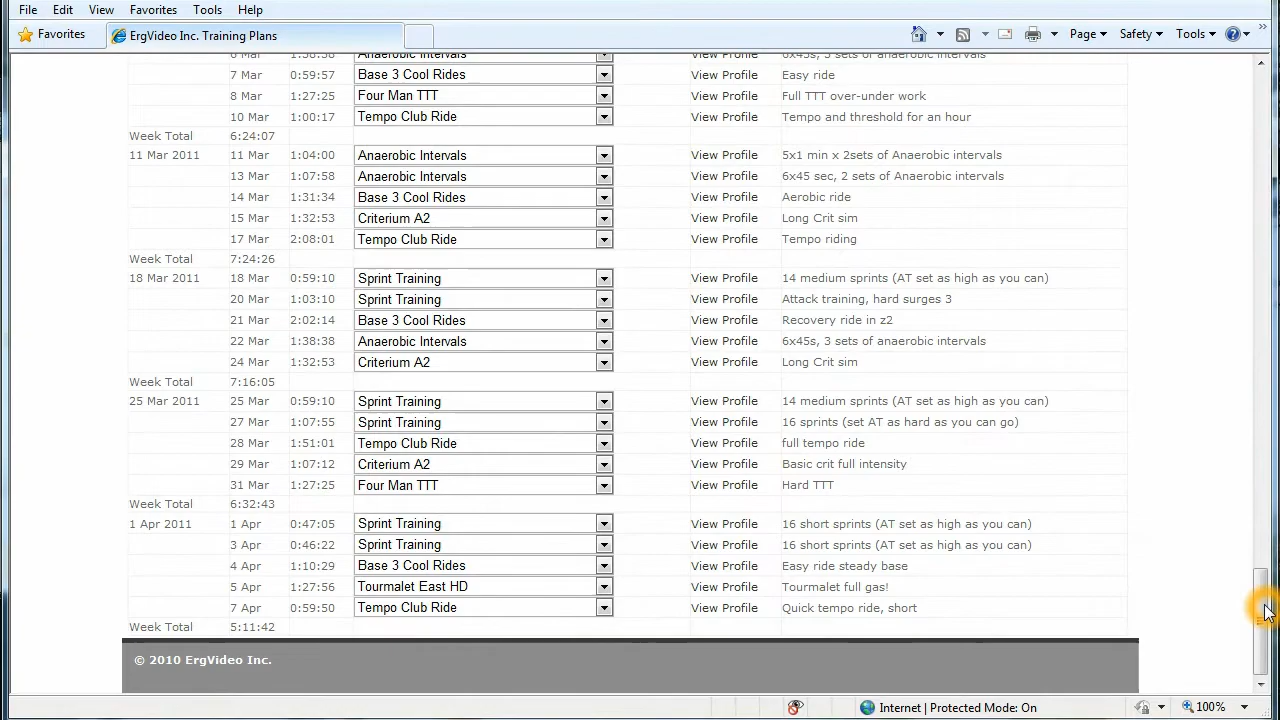 File Edit View Favorites Tools Help
Favorites ErgVideo Inc. Training Plans Page Safety Tools
6 Mar 1:38:38 Anaerobic Intervals View Profile 6x45s, 3 sets of anaerobic intervals
7 Mar 0:59:57 Base 3 Cool Rides View Profile Easy ride
8 Mar 1:27:25 Four Man TTT View Profile Full TTT over-under work
10 Mar 1:00:17 Tempo Club Ride View Profile Tempo and threshold for an hour
Week Total 6:24:07
11 Mar 2011 11 Mar 1:04:00 Anaerobic Intervals View Profile 5x1 min x 2sets of Anaerobic intervals
13 Mar 1:07:58 Anaerobic Intervals View Profile 6x45 sec, 2 sets of Anaerobic intervals
14 Mar 1:31:34 Base 3 Cool Rides View Profile Aerobic ride
15 Mar 1:32:53 Criterium A2 View Profile Long Crit sim
17 Mar 2:08:01 Tempo Club Ride View Profile Tempo riding
Week Total 7:24:26
18 Mar 2011 18 Mar 0:59:10 Sprint Training View Profile 14 medium sprints (AT set as high as you can)
20 Mar 1:03:10 Sprint Training View Profile Attack training, hard surges 3
21 Mar 2:02:14 Base 3 Cool Rides View Profile Recovery ride in z2
22 Mar 1:38:38 Anaerobic Intervals View Profile 6x45s, 3 sets of anaerobic intervals
24 Mar 1:32:53 Criterium A2 View Profile Long Crit sim
Week Total 7:16:05
25 Mar 2011 25 Mar 0:59:10 Sprint Training View Profile 14 medium sprints (AT set as high as you can)
27 Mar 1:07:55 Sprint Training View Profile 16 sprints (set AT as hard as you can go)
28 Mar 1:51:01 Tempo Club Ride View Profile full tempo ride
29 Mar 1:07:12 Criterium A2 View Profile Basic crit full intensity
31 Mar 1:27:25 Four Man TTT View Profile Hard TTT
Week Total 6:32:43
1 Apr 2011 1 Apr 0:47:05 Sprint Training View Profile 16 short sprints (AT set as high as you can)
3 Apr 0:46:22 Sprint Training View Profile 16 short sprints (AT set as high as you can)
4 Apr 1:10:29 Base 3 Cool Rides View Profile Easy ride steady base
5 Apr 1:27:56 Tourmalet East HD View Profile Tourmalet full gas!
7 Apr 0:59:50 Tempo Club Ride View Profile Quick tempo ride, short
Week Total 5:11:42
© 2010 ErgVideo Inc.
Internet | Protected Mode: On 100%